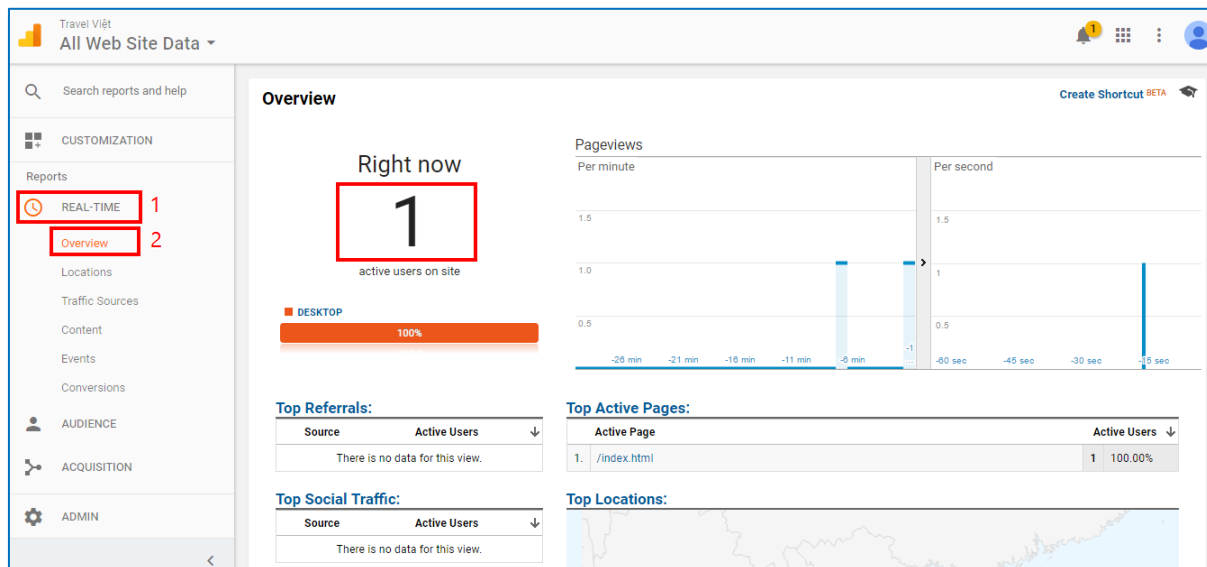 Travel Việt
All Web Site Data
1
Search reports and help
CUSTOMIZATION
Reports
REAL-TIME
1
Overview
2
Locations
Traffic Sources
Content
Events
Conversions
AUDIENCE
ACQUISITION
ADMIN
Overview
Create Shortcut BETA
Right now
1
active users on site
DESKTOP
100%
Pageviews
Per minute
1.5
1.0
0.5
-26 min -21 min -16 min -11 min -6 min -1
...
Per second
1.5
1
0.5
-60 sec -45 sec -30 sec -15 sec
Top Referrals:
Source Active Users
There is no data for this view.
Top Active Pages:
Active Page Active Users
1. /index.html 1 100.00%
Top Social Traffic:
Source Active Users
There is no data for this view.
Top Locations: